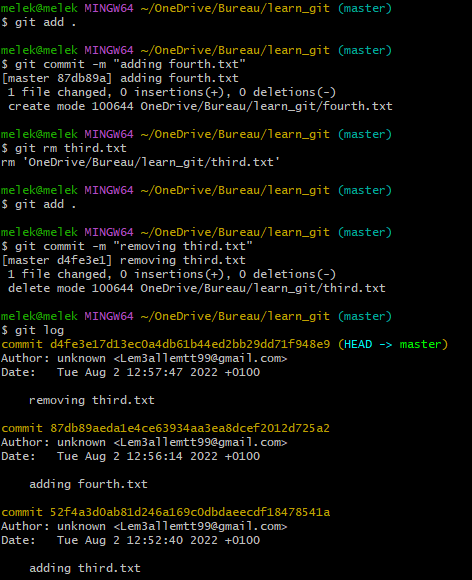 melek@melek MINGW64 ~/OneDrive/Bureau/learn_git (master)
$ git add .
melek@melek MINGW64 ~/OneDrive/Bureau/learn_git (master)
$ git commit -m "adding fourth.txt"
[master 87db89a] adding fourth.txt
 1 file changed, 0 insertions(+), 0 deletions(-)
 create mode 100644 OneDrive/Bureau/learn_git/fourth.txt
melek@melek MINGW64 ~/OneDrive/Bureau/learn_git (master)
$ git rm third.txt
rm 'OneDrive/Bureau/learn_git/third.txt'
melek@melek MINGW64 ~/OneDrive/Bureau/learn_git (master)
$ git add .
melek@melek MINGW64 ~/OneDrive/Bureau/learn_git (master)
$ git commit -m "removing third.txt"
[master d4fe3e1] removing third.txt
 1 file changed, 0 insertions(+), 0 deletions(-)
 delete mode 100644 OneDrive/Bureau/learn_git/third.txt
melek@melek MINGW64 ~/OneDrive/Bureau/learn_git (master)
$ git log
commit d4fe3e17d13ec0a4db61b44ed2bb29dd71f948e9 (HEAD -> master)
Author: unknown <Lem3allemtt99@gmail.com>
Date:   Tue Aug 2 12:57:47 2022 +0100
    removing third.txt
commit 87db89aeda1e4ce63934aa3ea8dcef2012d725a2
Author: unknown <Lem3allemtt99@gmail.com>
Date:   Tue Aug 2 12:56:14 2022 +0100
    adding fourth.txt
commit 52f4a3d0ab81d246a169c0dbdaeecdf18478541a
Author: unknown <Lem3allemtt99@gmail.com>
Date:   Tue Aug 2 12:52:40 2022 +0100
    adding third.txt